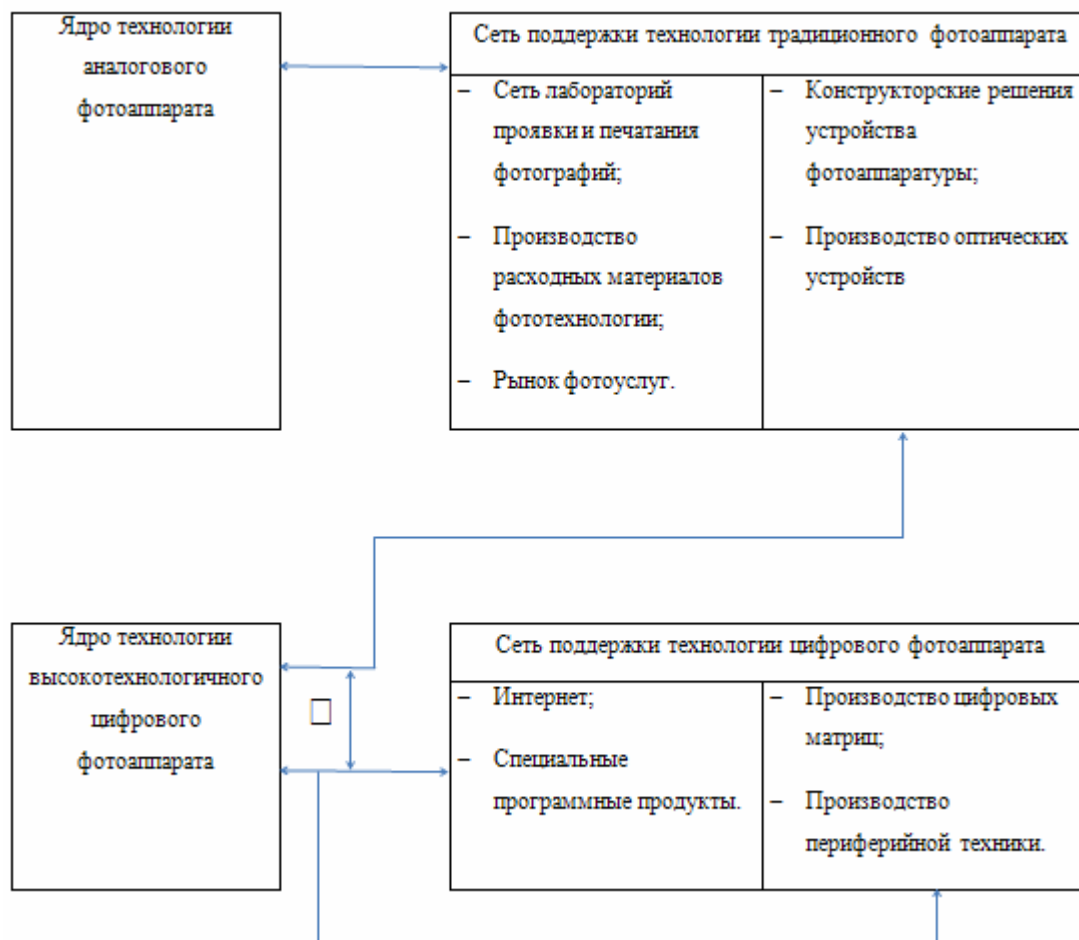 Ядро технологии
аналогового
фотоаппарата
Сеть поддержки технологии традиционного фотоаппарата
– Сеть лабораторий
проявки и печатания
фотографий;
– Производство
расходных материалов
фототехнологии;
– Рынок фотоуслуг.
– Конструкторские решения
устройства
фотоаппаратуры;
– Производство оптических
устройств
Ядро технологии
высокотехнологичного
цифрового
фотоаппарата
Сеть поддержки технологии цифрового фотоаппарата
– Интернет;
– Специальные
программные продукты.
– Производство цифровых
матриц;
– Производство
периферийной техники.